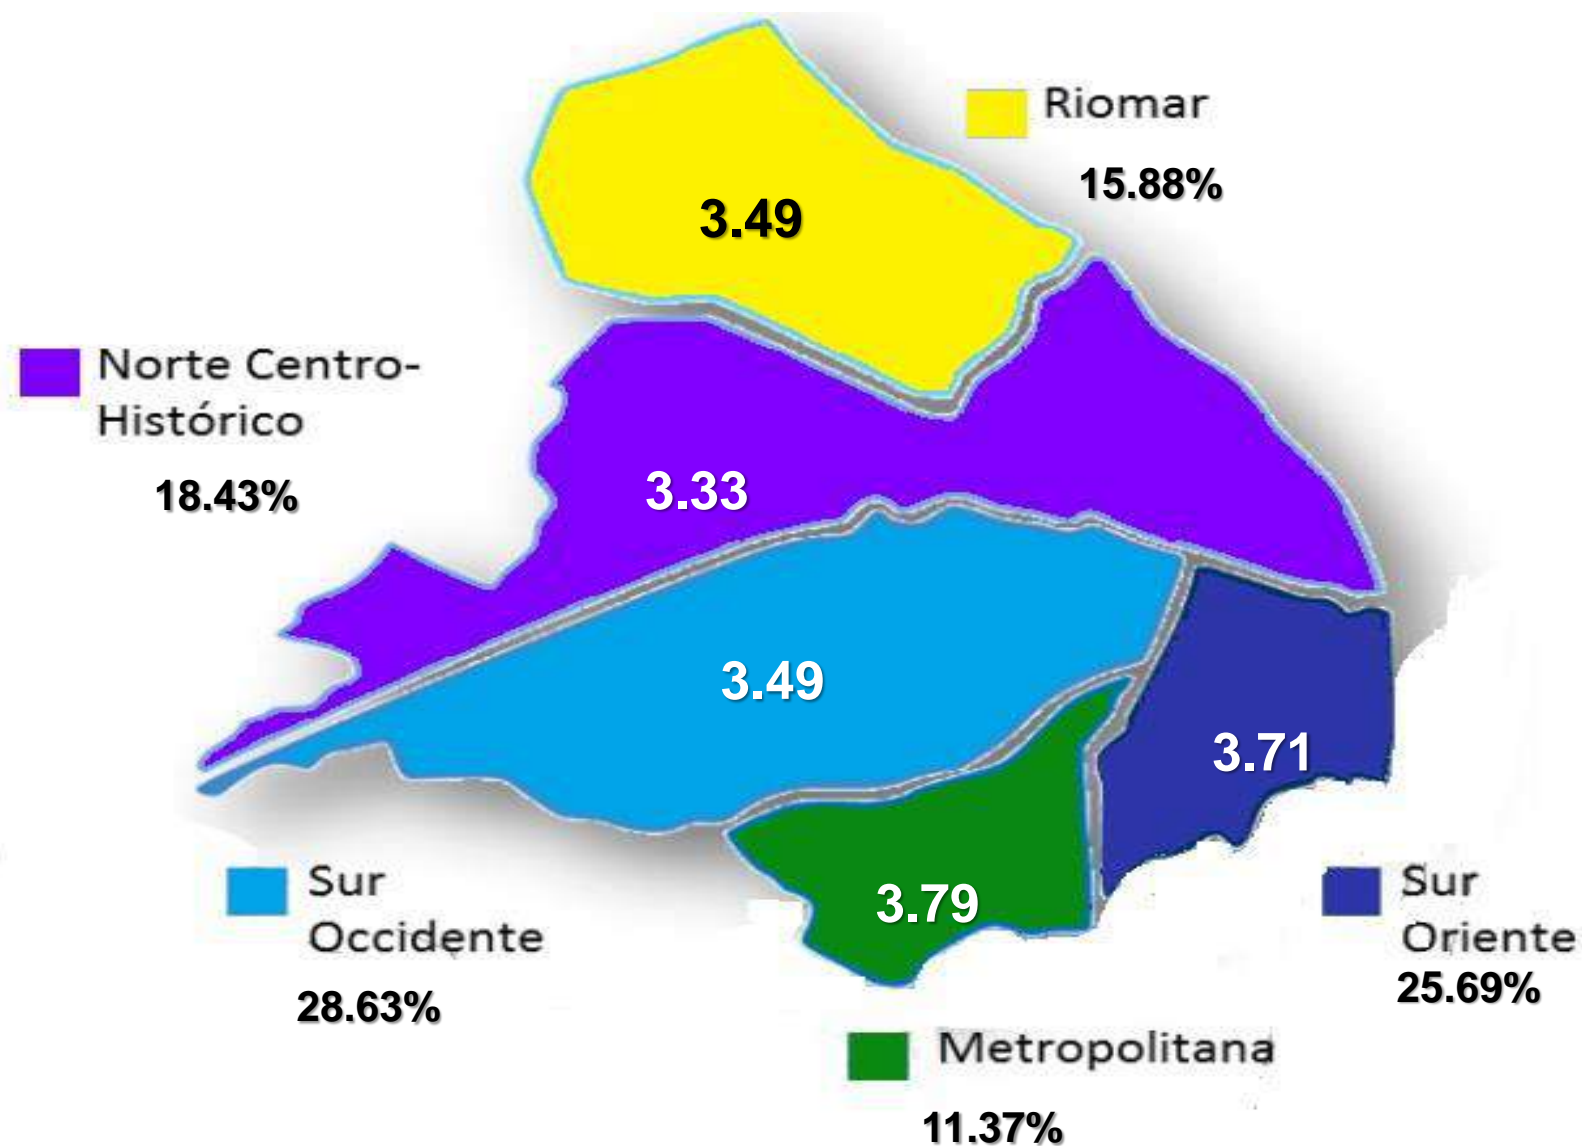 Riomar
15.88%
3.49
Norte Centro-
Histórico
18.43%
3.33
3.49
3.71
3.79
Sur
Occidente
28.63%
Sur
Oriente
25.69%
Metropolitana
11.37%